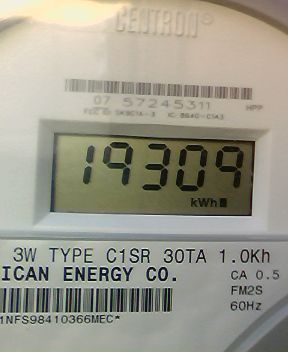 CENTRON®
07 57245311
HPP
19309
kWh
3W TYPE C1SR 30TA 1.0Kh
ICAN ENERGY CO.
CA 0.5
FM2S
60Hz
1NFS98410366MEC*